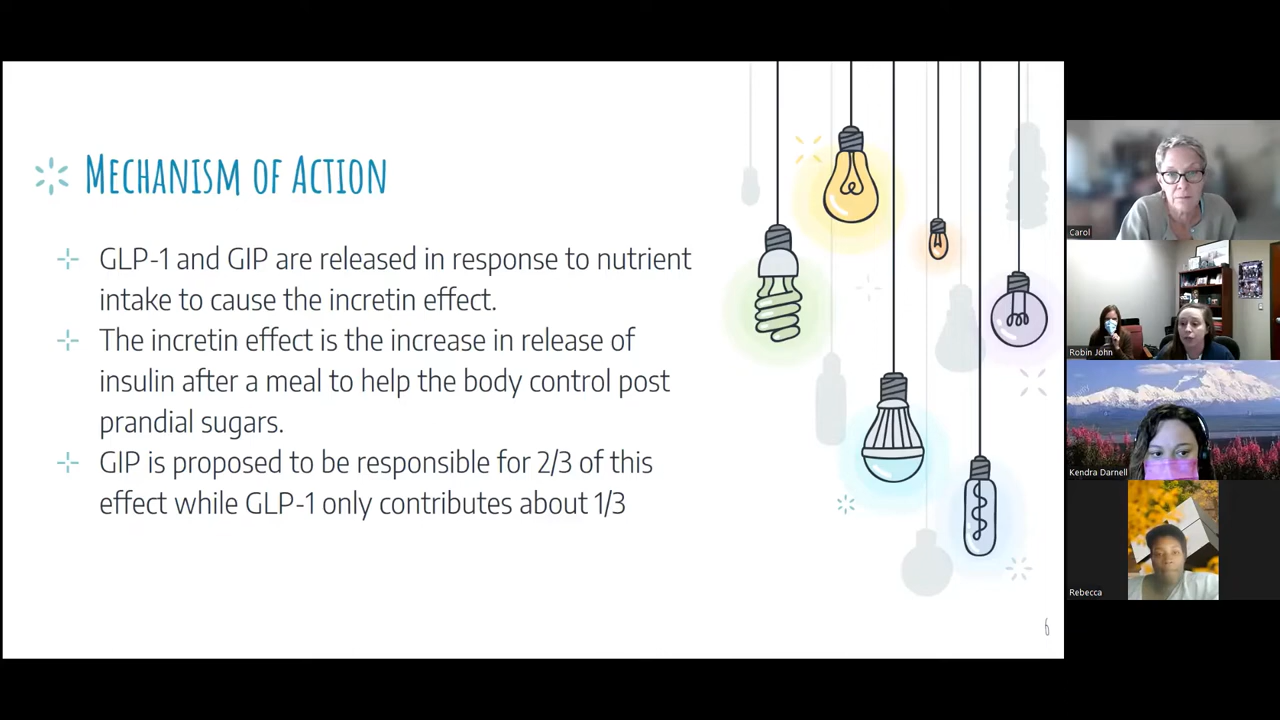 Mechanism of Action
GLP-1 and GIP are released in response to nutrient
intake to cause the incretin effect.
The incretin effect is the increase in release of
insulin after a meal to help the body control post
prandial sugars.
GIP is proposed to be responsible for 2/3 of this
effect while GLP-1 only contributes about 1/3
6
Carol
Robin John
Kendra Darnell
Rebecca